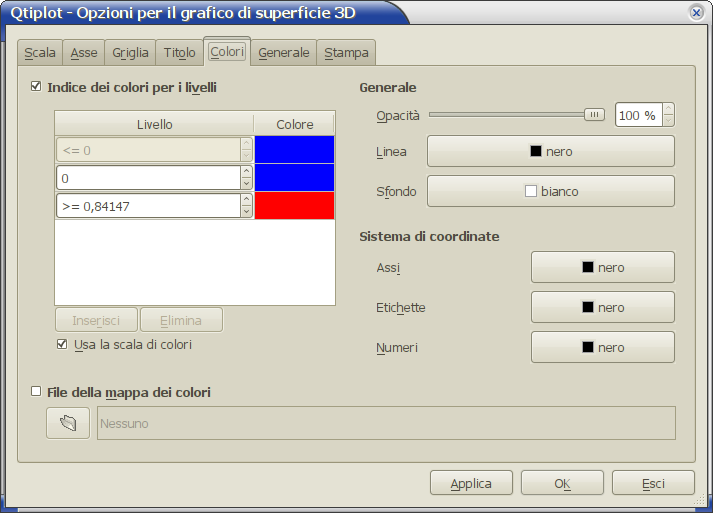 Qtiplot - Opzioni per il grafico di superficie 3D
Scala Asse Griglia Titolo Colori Generale Stampa
Indice dei colori per i livelli
Livello Colore
<= 0
0
>= 0,84147
Inserisci Elimina
Usa la scala di colori
Generale
Opacità 100 %
Linea nero
Sfondo bianco
Sistema di coordinate
Assi nero
Etichette nero
Numeri nero
File della mappa dei colori
Nessuno
Applica OK Esci